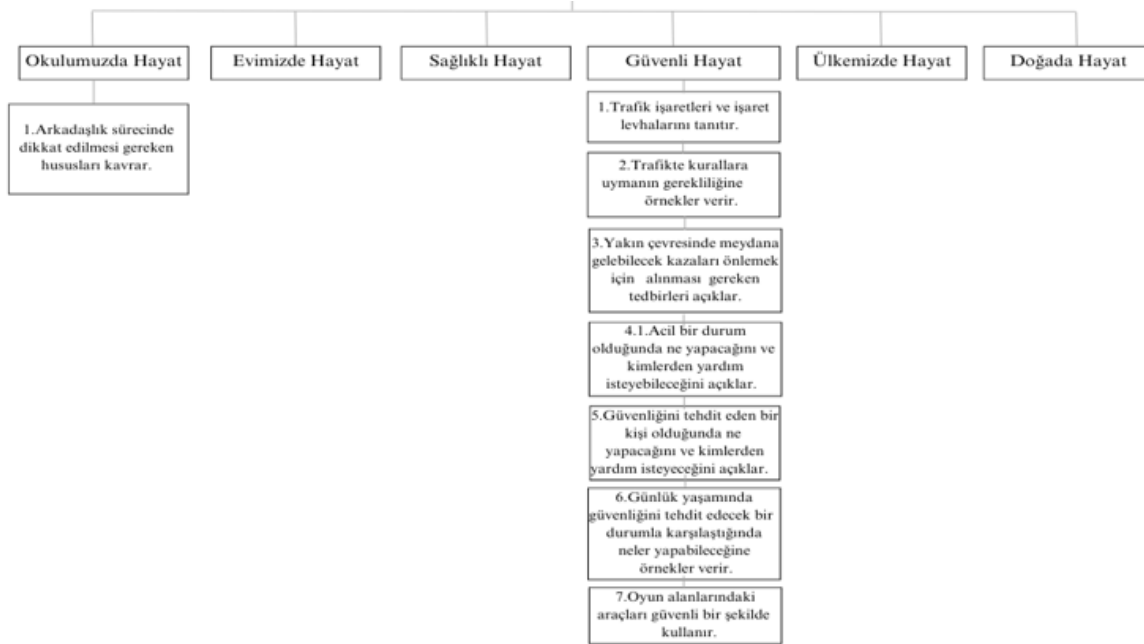 Okulumuzda Hayat
Evimizde Hayat
Sağlıklı Hayat
Güvenli Hayat
Ülkemizde Hayat
Doğada Hayat
1.Arkadaşlık sürecinde
dikkat edilmesi gereken
hususları kavrar.
1.Trafik işaretleri ve işaret
levhalarını tanıtır.
2.Trafikte kurallara
uymanın gerekliliğine
örnekler verir.
3.Yakın çevresinde meydana
gelebilecek kazaları önlemek
için alınması gereken
tedbirleri açıklar.
4.1.Acil bir durum
olduğunda ne yapacağını ve
kimlerden yardım
isteyebileceğini açıklar.
5.Güvenliğini tehdit eden bir
kişi olduğunda ne
yapacağını ve kimlerden
yardım isteyeceğini açıklar.
6.Günlük yaşamında
güvenliğini tehdit edecek bir
durumla karşılaştığında
neler yapabileceğine
örnekler verir.
7.Oyun alanlarındaki
araçları güvenli bir şekilde
kullanır.